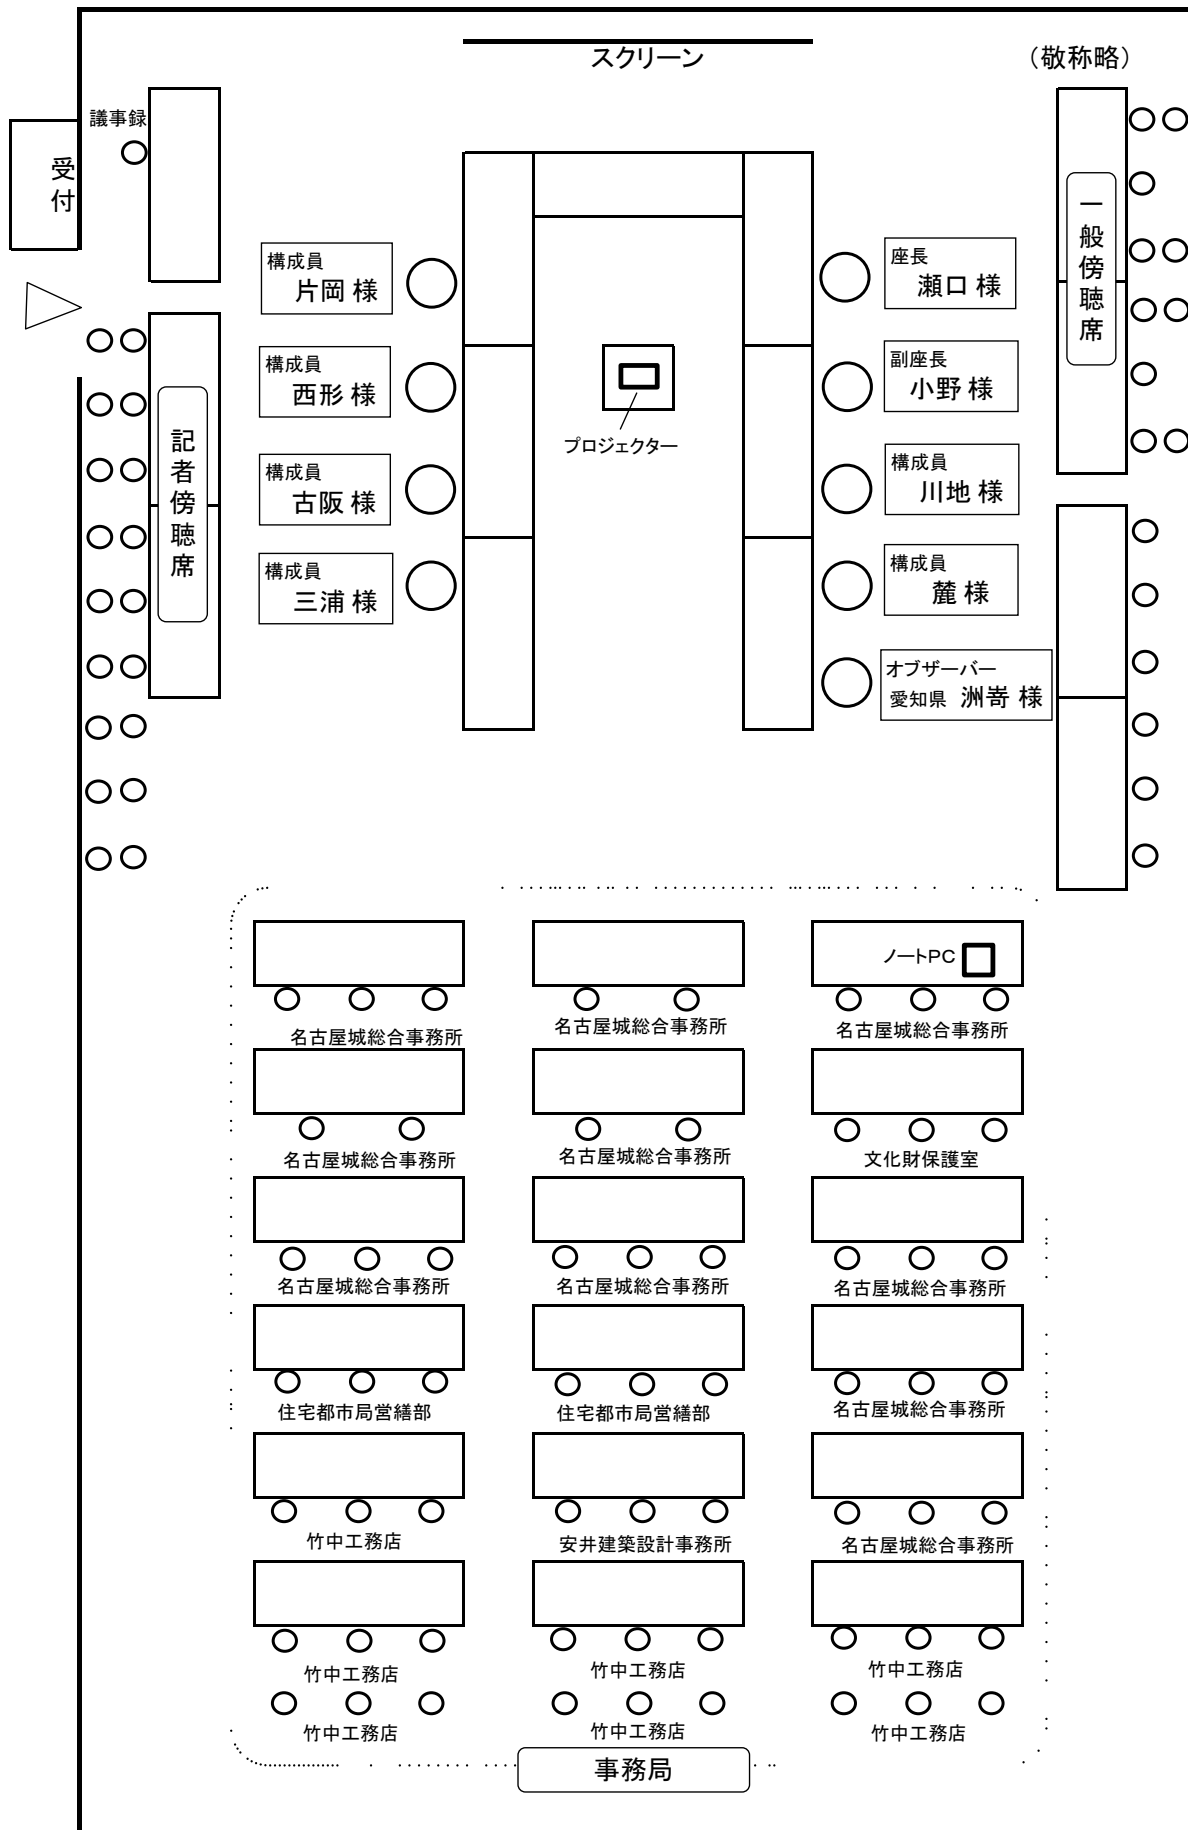 スクリーン
（敬称略）
議事録
受付
一般傍聴席
構成員
片岡 様
座長
瀬口 様
構成員
西形 様
副座長
小野 様
プロジェクター
記者傍聴席
構成員
古阪 様
構成員
川地 様
構成員
三浦 様
構成員
麓 様
オブザーバー
愛知県 洲嵜 様
ノートPC
名古屋城総合事務所
名古屋城総合事務所
名古屋城総合事務所
名古屋城総合事務所
名古屋城総合事務所
文化財保護室
名古屋城総合事務所
名古屋城総合事務所
名古屋城総合事務所
住宅都市局営繕部
住宅都市局営繕部
名古屋城総合事務所
竹中工務店
安井建築設計事務所
名古屋城総合事務所
竹中工務店
竹中工務店
竹中工務店
竹中工務店
竹中工務店
竹中工務店
事務局